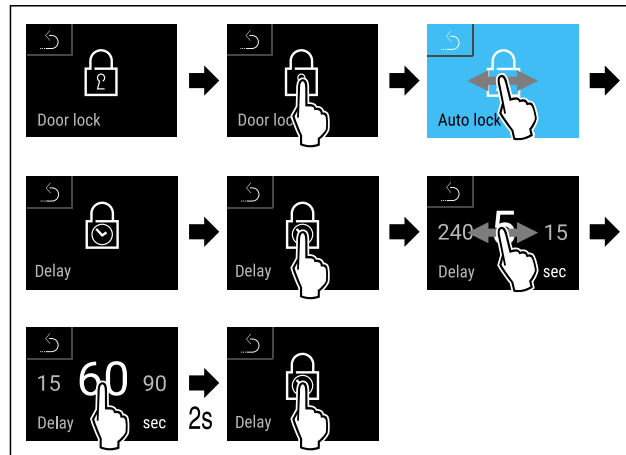 Door lock
Door loc
Auto lock
Delay
Delay
240 5 15
Delay sec
15 60 90
Delay sec
2s
Delay